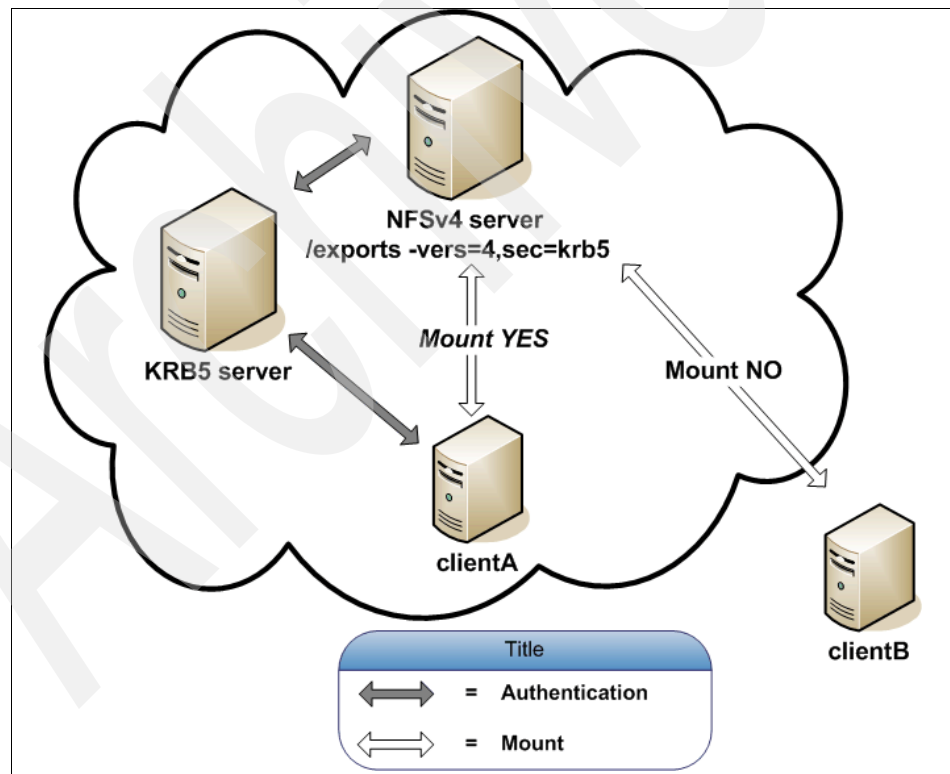 NFSv4 server
/exports -vers=4,sec=krb5
KRB5 server
Mount YES
Mount NO
clientA
clientB
Title
= Authentication
= Mount